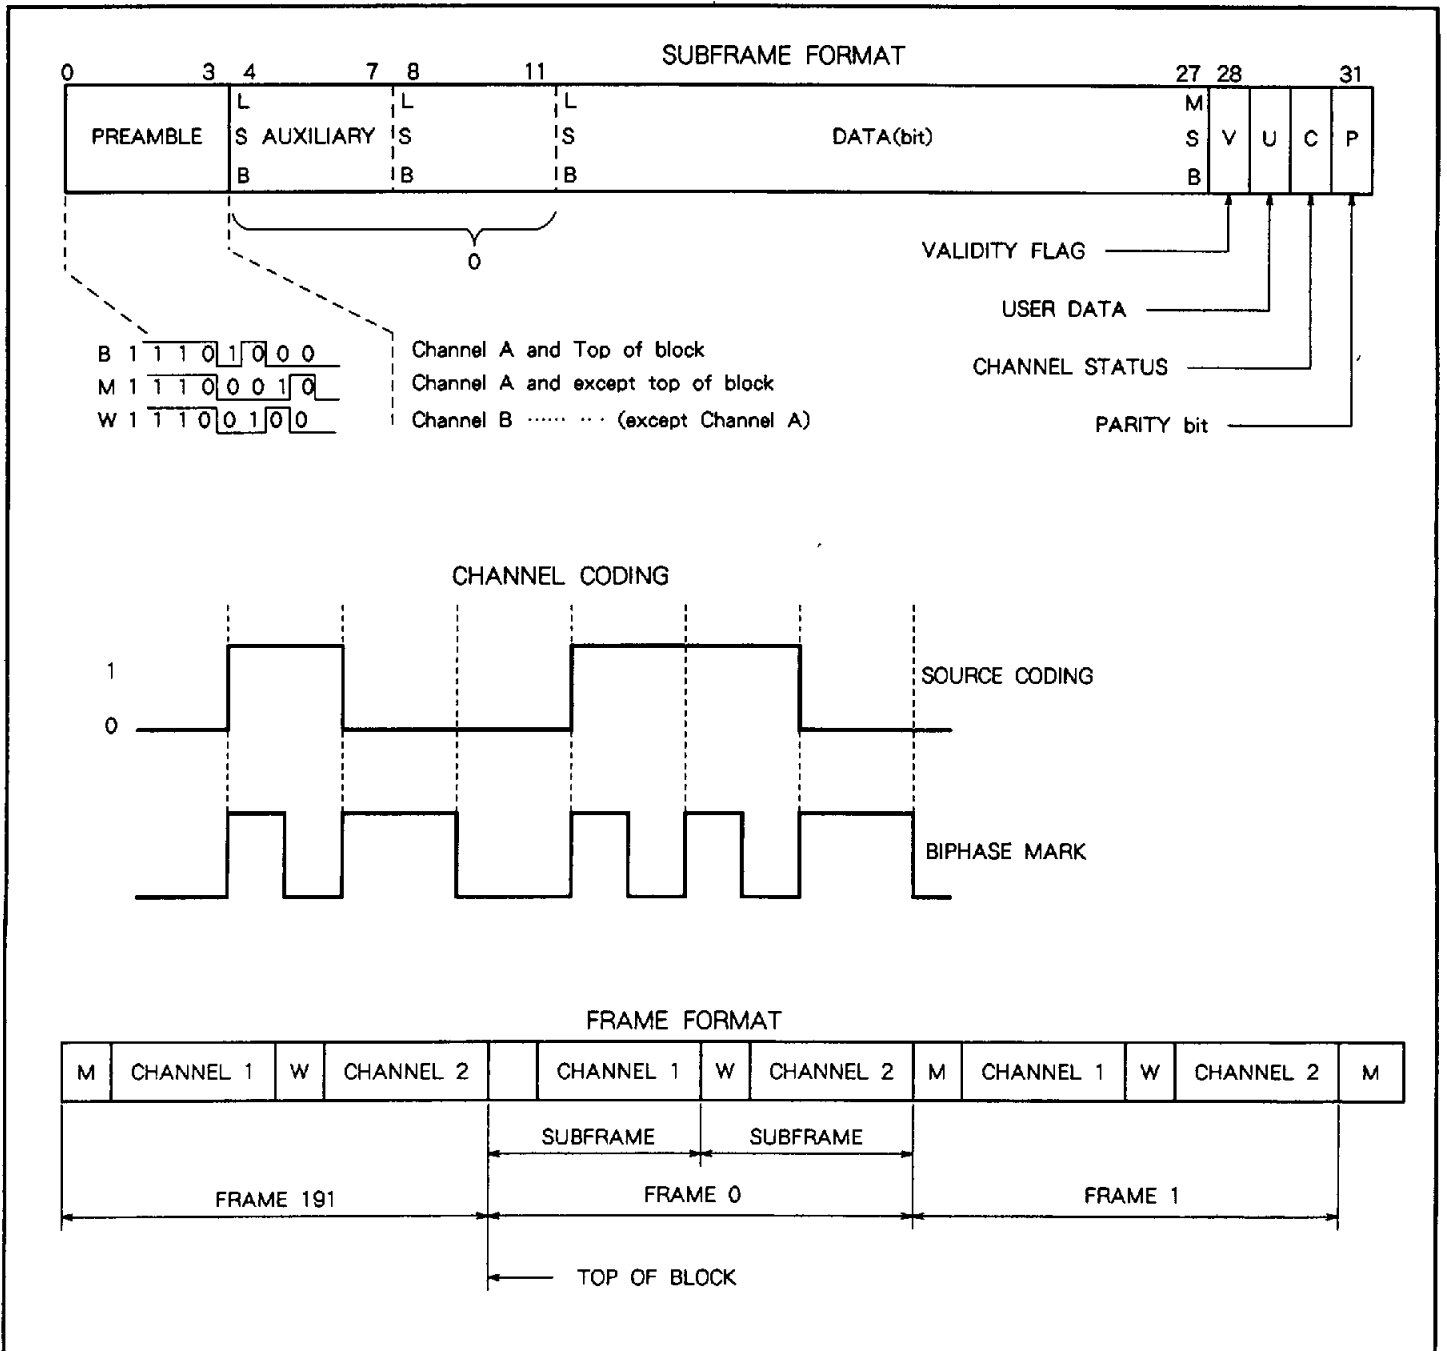 SUBFRAME FORMAT
0 3 4 7 8 11 27 28 31
PREAMBLE
L
S
B
AUXILIARY
L
S
B
L
S
B
DATA(bit)
M
S
B
V U C P
0
VALIDITY FLAG
USER DATA
CHANNEL STATUS
PARITY bit
B 1 1 1 0 1 0 0 0 Channel A and Top of block
M 1 1 1 0 0 0 1 0 Channel A and except top of block
W 1 1 1 0 0 1 0 0 Channel B ...... ... (except Channel A)
CHANNEL CODING
1
0
SOURCE CODING
BIPHASE MARK
FRAME FORMAT
M CHANNEL 1 W CHANNEL 2 CHANNEL 1 W CHANNEL 2 M CHANNEL 1 W CHANNEL 2 M
SUBFRAME SUBFRAME
FRAME 191 FRAME 0 FRAME 1
TOP OF BLOCK